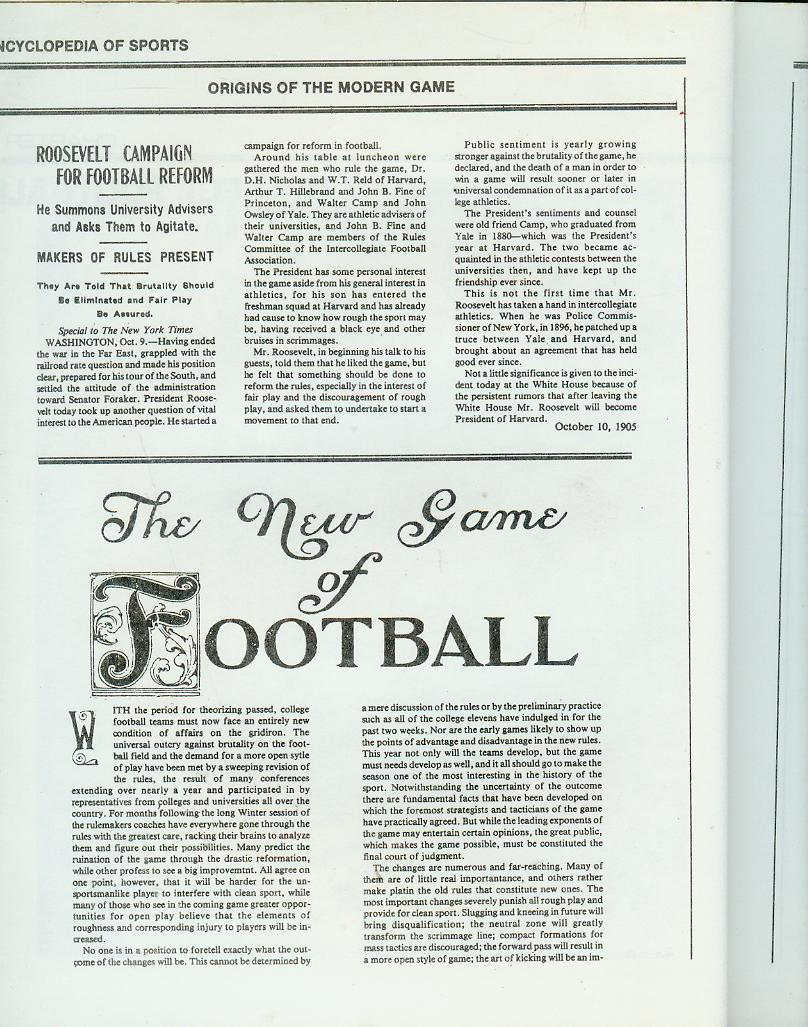 NCYCLOPEDIA OF SPORTS
ORIGINS OF THE MODERN GAME
ROOSEVELT CAMPAIGN
FOR FOOTBALL REFORM
He Summons University Advisers
and Asks Them to Agitate.
MAKERS OF RULES PRESENT
They Are Told That Brutality Should
Be Eliminated and Fair Play
Be Assured.
Special to The New York Times
WASHINGTON, Oct. 9.—Having ended
the war in the Far East, grappled with the
railroad rate question and made his position
clear, prepared for his tour of the South, and
settled the attitude of the administration
toward Senator Foraker. President Roose-
velt today took up another question of vital
interest to the American people. He started a
campaign for reform in football.
Around his table at luncheon were
gathered the men who rule the game, Dr.
D.H. Nicholas and W.T. Reld of Harvard,
Arthur T. Hillebrand and John B. Fine of
Princeton, and Walter Camp and John
Owsley of Yale. They are athletic advisers of
their universities, and John B. Fine and
Walter Camp are members of the Rules
Committee of the Intercollegiate Football
Association.
The President has some personal interest
in the game aside from his general interest in
athletics, for his son has entered the
freshman squad at Harvard and has already
had cause to know how rough the sport may
be, having received a black eye and other
bruises in scrimmages.
Mr. Roosevelt, in beginning his talk to his
guests, told them that he liked the game, but
he felt that something should be done to
reform the rules, especially in the interest of
fair play and the discouragement of rough
play, and asked them to undertake to start a
movement to that end.
Public sentiment is yearly growing
stronger against the brutality of the game, he
declared, and the death of a man in order to
win a game will result sooner or later in
universal condemnation of it as a part of col-
lege athletics.
The President's sentiments and counsel
were old friend Camp, who graduated from
Yale in 1880—which was the President's
year at Harvard. The two became ac-
quainted in the athletic contests between the
universities then, and have kept up the
friendship ever since.
This is not the first time that Mr.
Roosevelt has taken a hand in intercollegiate
athletics. When he was Police Commis-
sioner of New York, in 1896, he patched up a
truce between Yale and Harvard, and
brought about an agreement that has held
good ever since.
Not a little significance is given to the inci-
dent today at the White House because of
the persistent rumors that after leaving the
White House Mr. Roosevelt will become
President of Harvard.
October 10, 1905
The New Game
of
FOOTBALL
WITH the period for theorizing passed, college
football teams must now face an entirely new
condition of affairs on the gridiron. The
universal outcry against brutality on the foot-
ball field and the demand for a more open sytle
of play have been met by a sweeping revision of
the rules, the result of many conferences
extending over nearly a year and participated in by
representatives from colleges and universities all over the
country. For months following the long Winter session of
the rulemakers coaches have everywhere gone through the
rules with the greatest care, racking their brains to analyze
them and figure out their possibilities. Many predict the
ruination of the game through the drastic reformation,
while other profess to see a big improvemtnt. All agree on
one point, however, that it will be harder for the un-
sportsmanlike player to interfere with clean sport, while
many of those who see in the coming game greater oppor-
tunities for open play believe that the elements of
roughness and corresponding injury to players will be in-
creased.
No one is in a position to foretell exactly what the out-
come of the changes will be. This cannot be determined by
a mere discussion of the rules or by the preliminary practice
such as all of the college elevens have indulged in for the
past two weeks. Nor are the early games likely to show up
the points of advantage and disadvantage in the new rules.
This year not only will the teams develop, but the game
must needs develop as well, and it all should go to make the
season one of the most interesting in the history of the
sport. Notwithstanding the uncertainty of the outcome
there are fundamental facts that have been developed on
which the foremost strategists and tacticians of the game
have practically agreed. But while the leading exponents of
the game may entertain certain opinions, the great public,
which makes the game possible, must be constituted the
final court of judgment.
The changes are numerous and far-reaching. Many of
them are of little real importantance, and others rather
make platin the old rules that constitute new ones. The
most important changes severely punish all rough play and
provide for clean sport. Slugging and kneeing in future will
bring disqualification; the neutral zone will greatly
transform the scrimmage line; compact formations for
mass tactics are discouraged; the forward pass will result in
a more open style of game; the art of kicking will be an im-